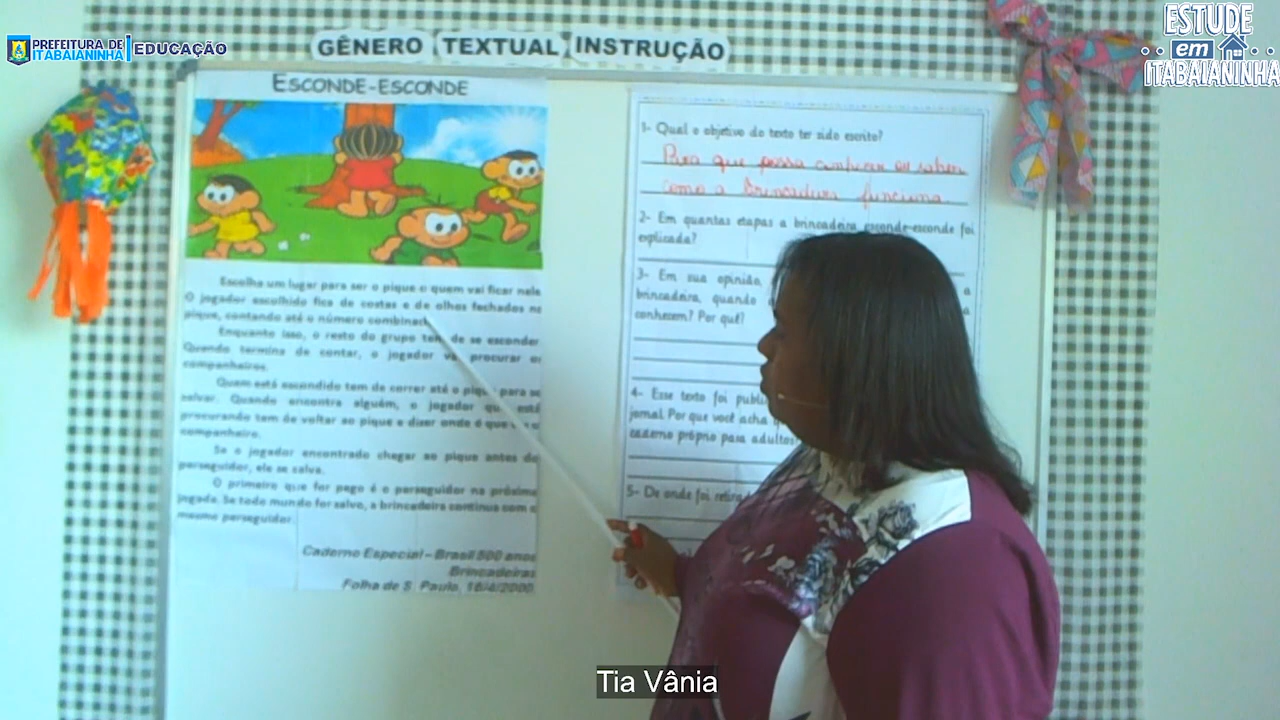 PREFEITURA DE
ITABAIANINHA
EDUCAÇÃO
GÊNERO TEXTUAL INSTRUÇÃO
ESTUDE
em
ITABAIANINHA
ESCONDE-ESCONDE
Escolha um lugar para ser o pique e quem vai ficar nele
O jogador escolhido fica de costas e de olhos fechados no
pique, contando até o número combinado
Enquanto isso, o resto do grupo tem de se esconder
Quando termina de contar, o jogador vai procurar os
companheiros.
Quem está escondido tem de correr até o pique para se
salvar. Quando encontra alguém, o jogador que está
procurando tem de voltar ao pique e dizer onde é que
companheiro.
Se o jogador encontrado chegar ao pique antes do
perseguidor, ele se salva.
O primeiro que for pego é o perseguidor na próxima
jogada. Se todo mundo for salvo, a brincadeira continua com o
mesmo perseguidor.
Caderno Especial - Brasil 500 anos
Brincadeiras
Folha de S. Paulo, 16/4/2000.
1- Qual o objetivo do texto ter sido escrito?
Para que possa conhecer ou saber
como a brincadeira funciona.
2- Em quantas etapas a brincadeira esconde-esconde foi
explicada?
3- Em sua opinião, a
brincadeira, quando
conhecem? Por quê?
4- Esse texto foi
jornal. Por que você acha
caderno próprio para adultos
5- De onde foi
Tia Vânia